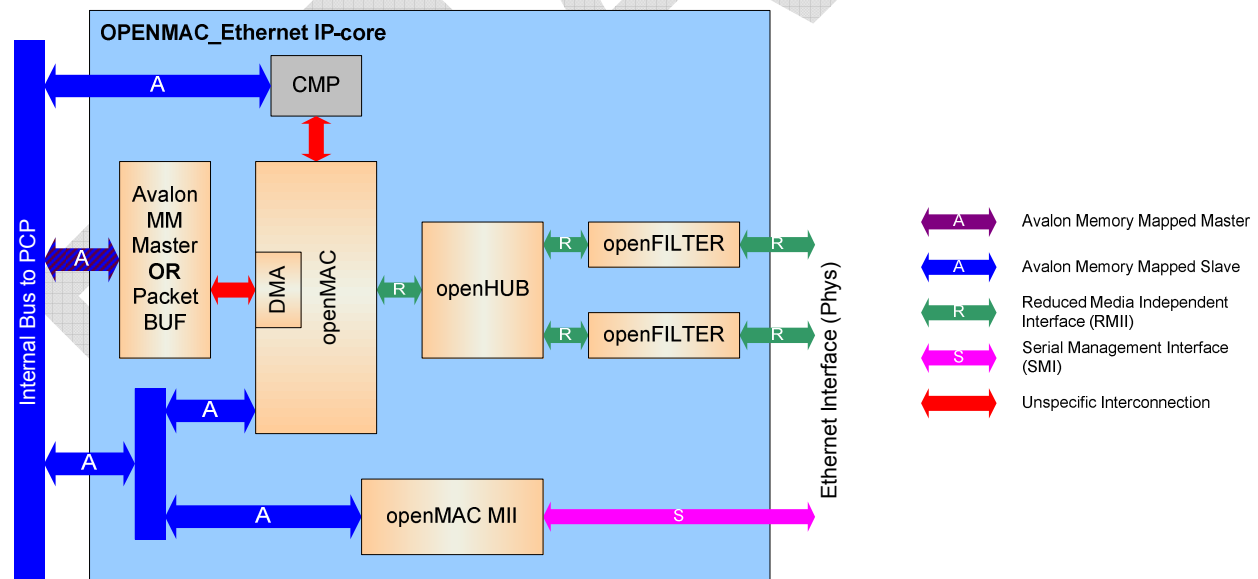 OPENMAC_Ethernet IP-core
A
CMP
Internal Bus to PCP
A
Avalon
MM
Master
OR
Packet
BUF
DMA
openMAC
R
openHUB
R
openFILTER
R
R
openFILTER
R
Ethernet Interface (Phys)
A
A
A
openMAC MII
S
A
Avalon Memory Mapped Master
A
Avalon Memory Mapped Slave
R
Reduced Media Independent
Interface (RMII)
S
Serial Management Interface
(SMI)
Unspecific Interconnection